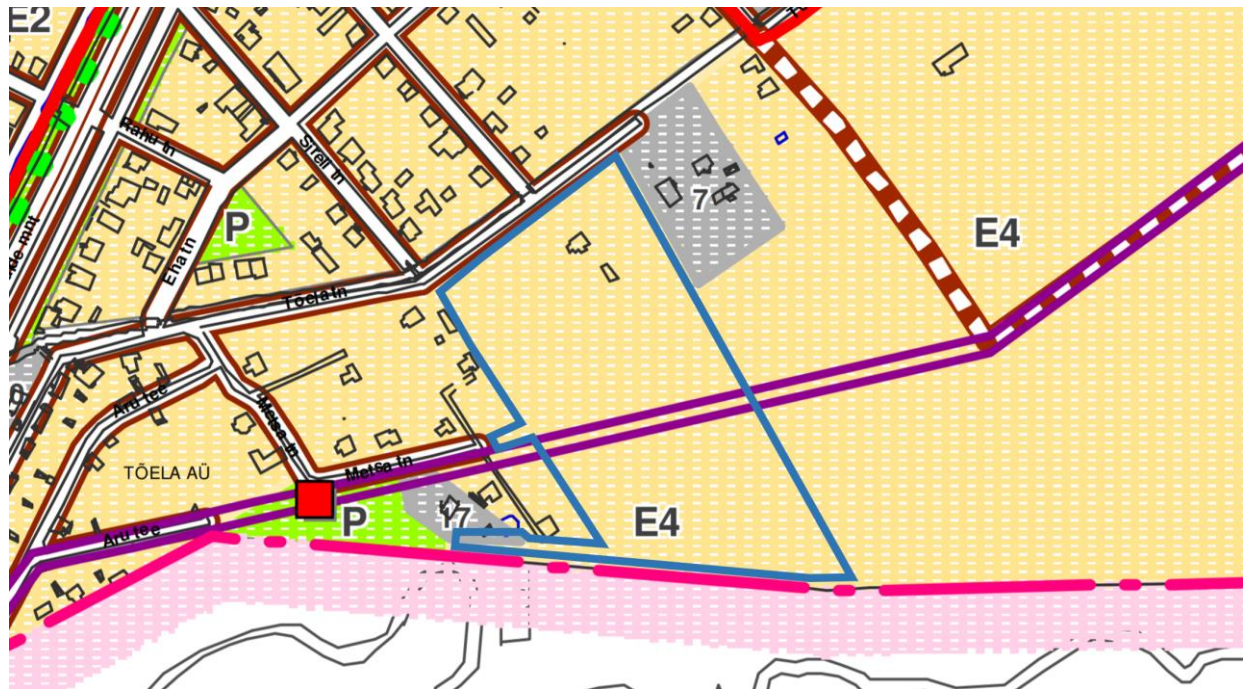 E2
Rahu tn
Sireli tn
P
7
Eha tn
E4
Tõela tn
Aru tee
Metsa tn
TÕELA AÜ
Metsa tn
17
P
E4
Aru tee